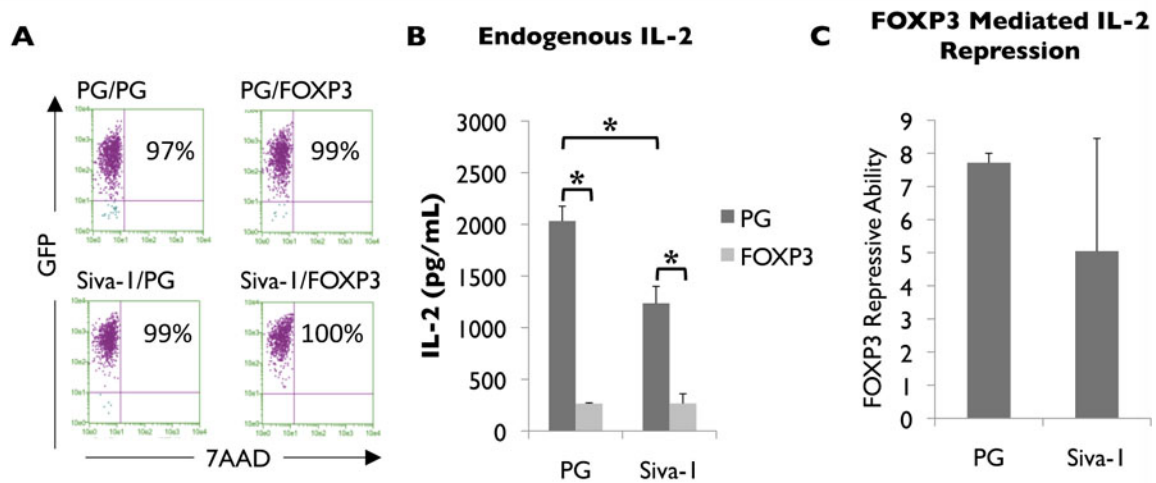 A
PG/PG
PG/FOXP3
97%
99%
Siva-1/PG
Siva-1/FOXP3
99%
100%
GFP
7AAD
B
Endogenous IL-2
IL-2 (pg/mL)
3000
2500
2000
1500
1000
500
0
*
*
*
PG
FOXP3
PG
Siva-1
C
FOXP3 Mediated IL-2
Repression
FOXP3 Repressive Ability
9
8
7
6
5
4
3
2
1
0
PG
Siva-1